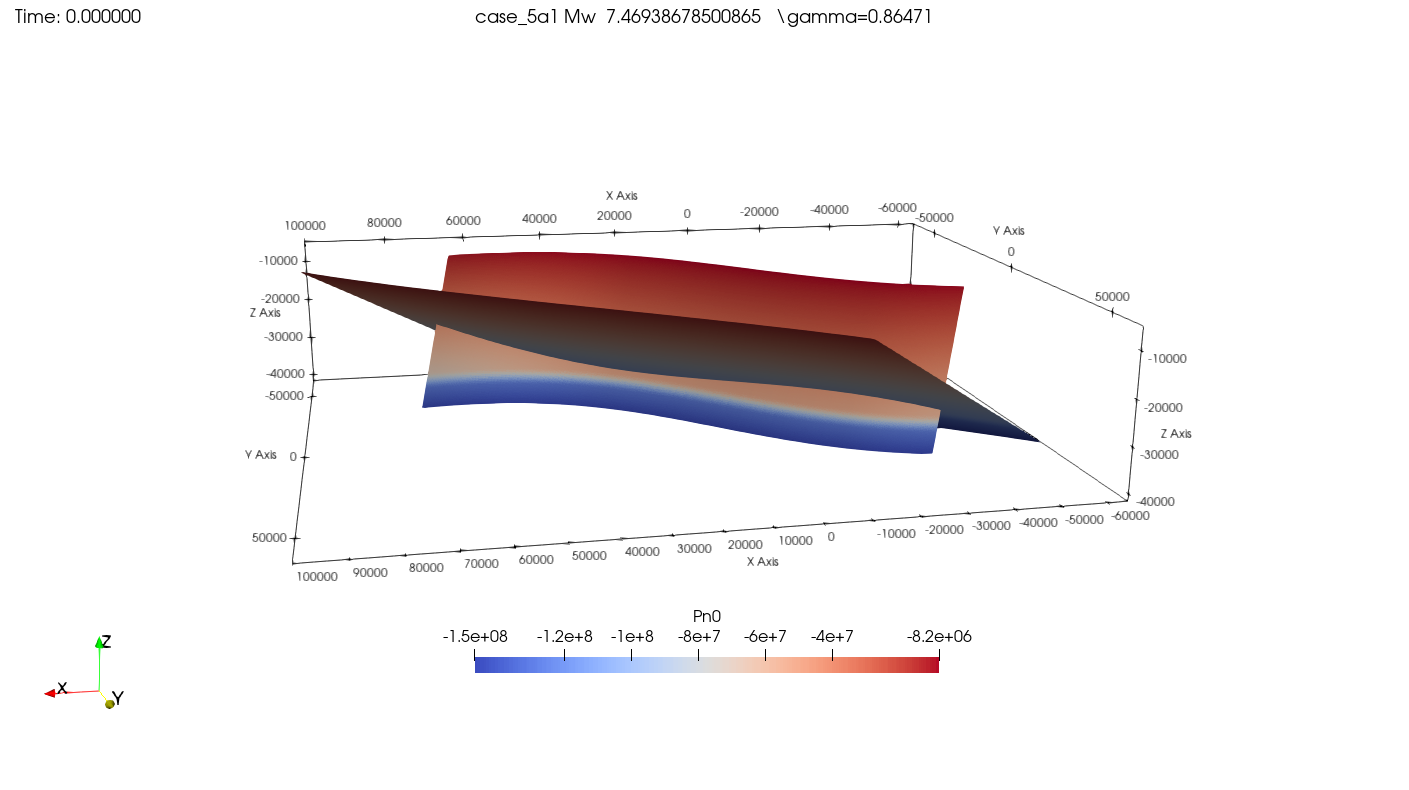 Time: 0.000000
case_5a1 Mw  7.46938678500865   \gamma=0.86471
X Axis
100000 80000 60000 40000 20000 0 -20000 -40000 -60000
-50000
Y Axis
0
50000
-10000
-20000
Z Axis
-30000
-40000
-50000
Y Axis 0
50000
-10000
-20000
Z Axis
-30000
-40000
100000 90000 80000 70000 60000 50000 40000 30000 20000 10000 0 -10000 -20000 -30000 -40000 -50000 -60000
X Axis
Pn0
-1.5e+08 -1.2e+8 -1e+8 -8e+7 -6e+7 -4e+7 -8.2e+06
Z
X
Y